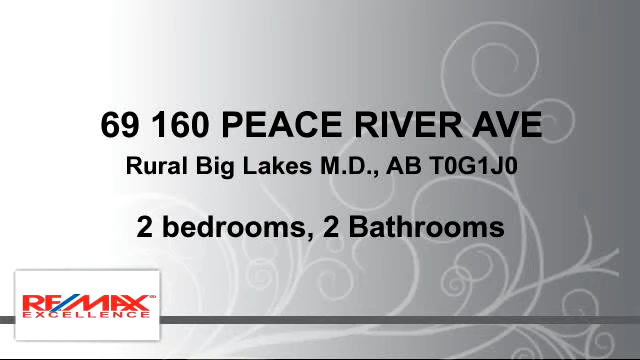 69 160 PEACE RIVER AVE
Rural Big Lakes M.D., AB T0G1J0
2 bedrooms, 2 Bathrooms
RE/MAX
EXCELLENCE